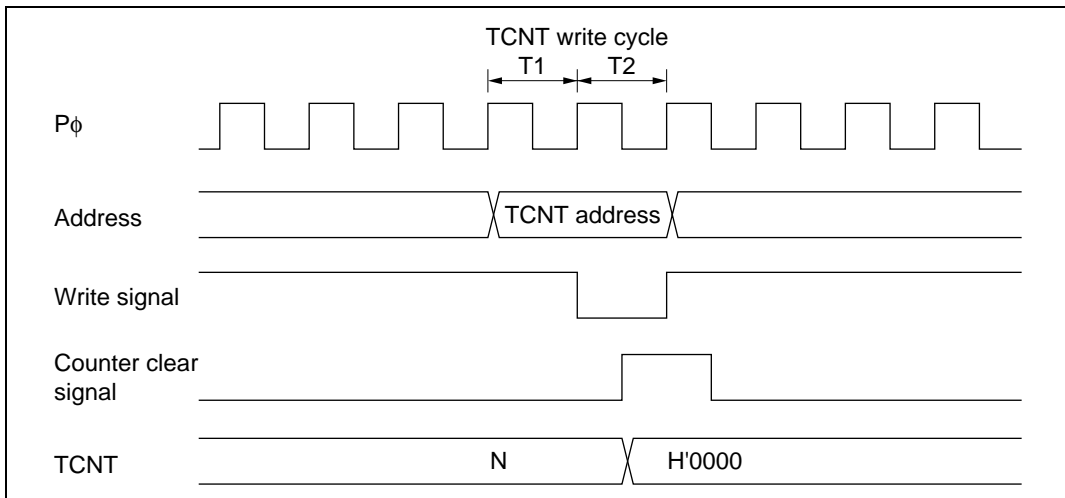 TCNT write cycle
T1 T2
Pϕ
Address
TCNT address
Write signal
Counter clear
signal
TCNT
N
H'0000